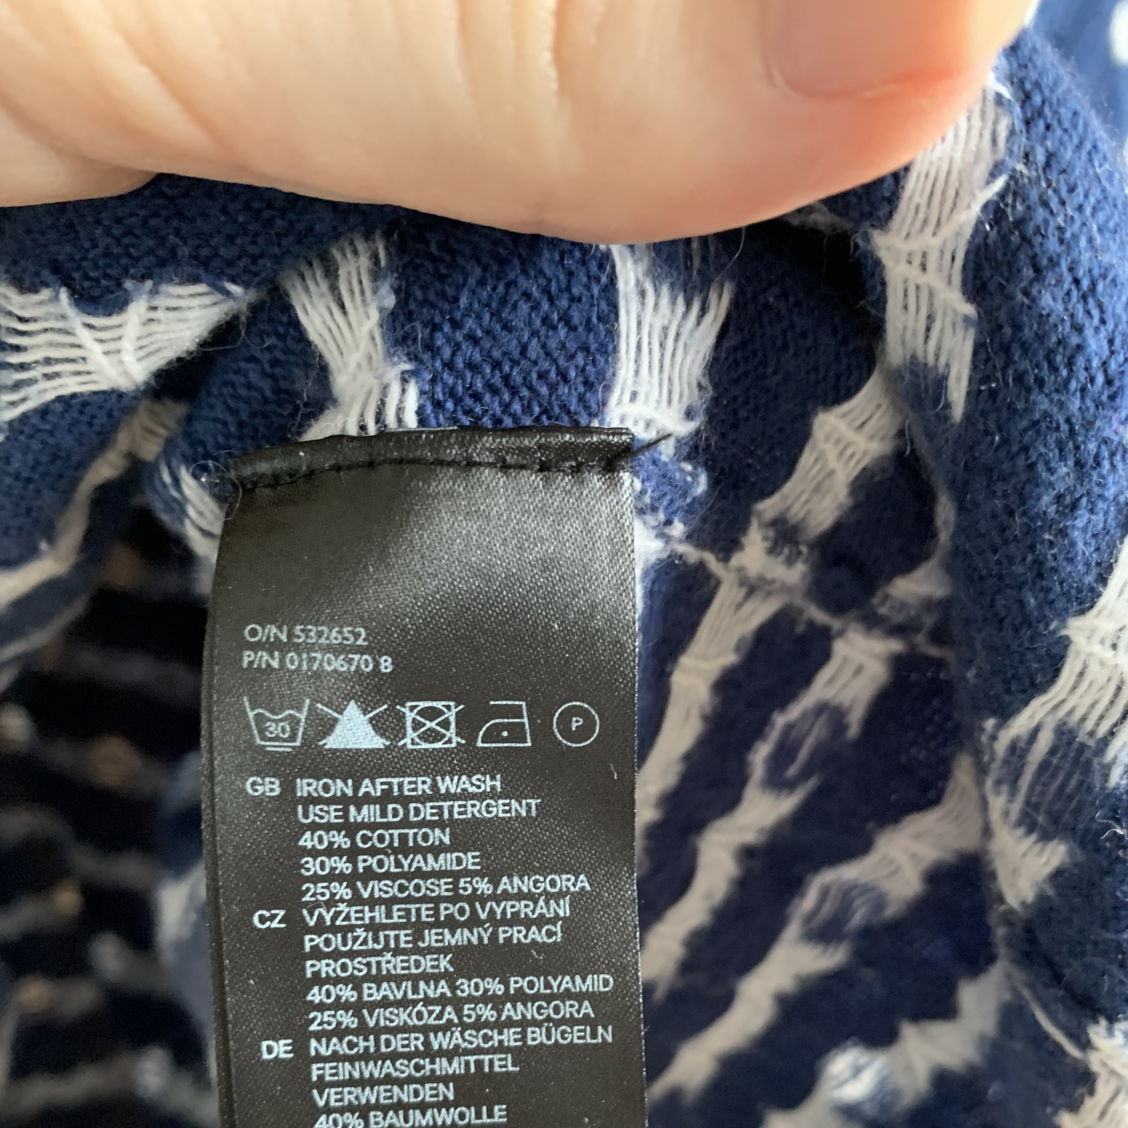 O/N 532652
P/N 0170670 8
30 P
GB IRON AFTER WASH
USE MILD DETERGENT
40% COTTON
30% POLYAMIDE
25% VISCOSE 5% ANGORA
CZ VYŽEHLETE PO VYPRÁNÍ
POUŽIJTE JEMNÝ PRACÍ
PROSTŘEDEK
40% BAVLNA 30% POLYAMID
25% VISKÓZA 5% ANGORA
DE NACH DER WÄSCHE BÜGELN
FEINWASCHMITTEL
VERWENDEN
40% BAUMWOLLE